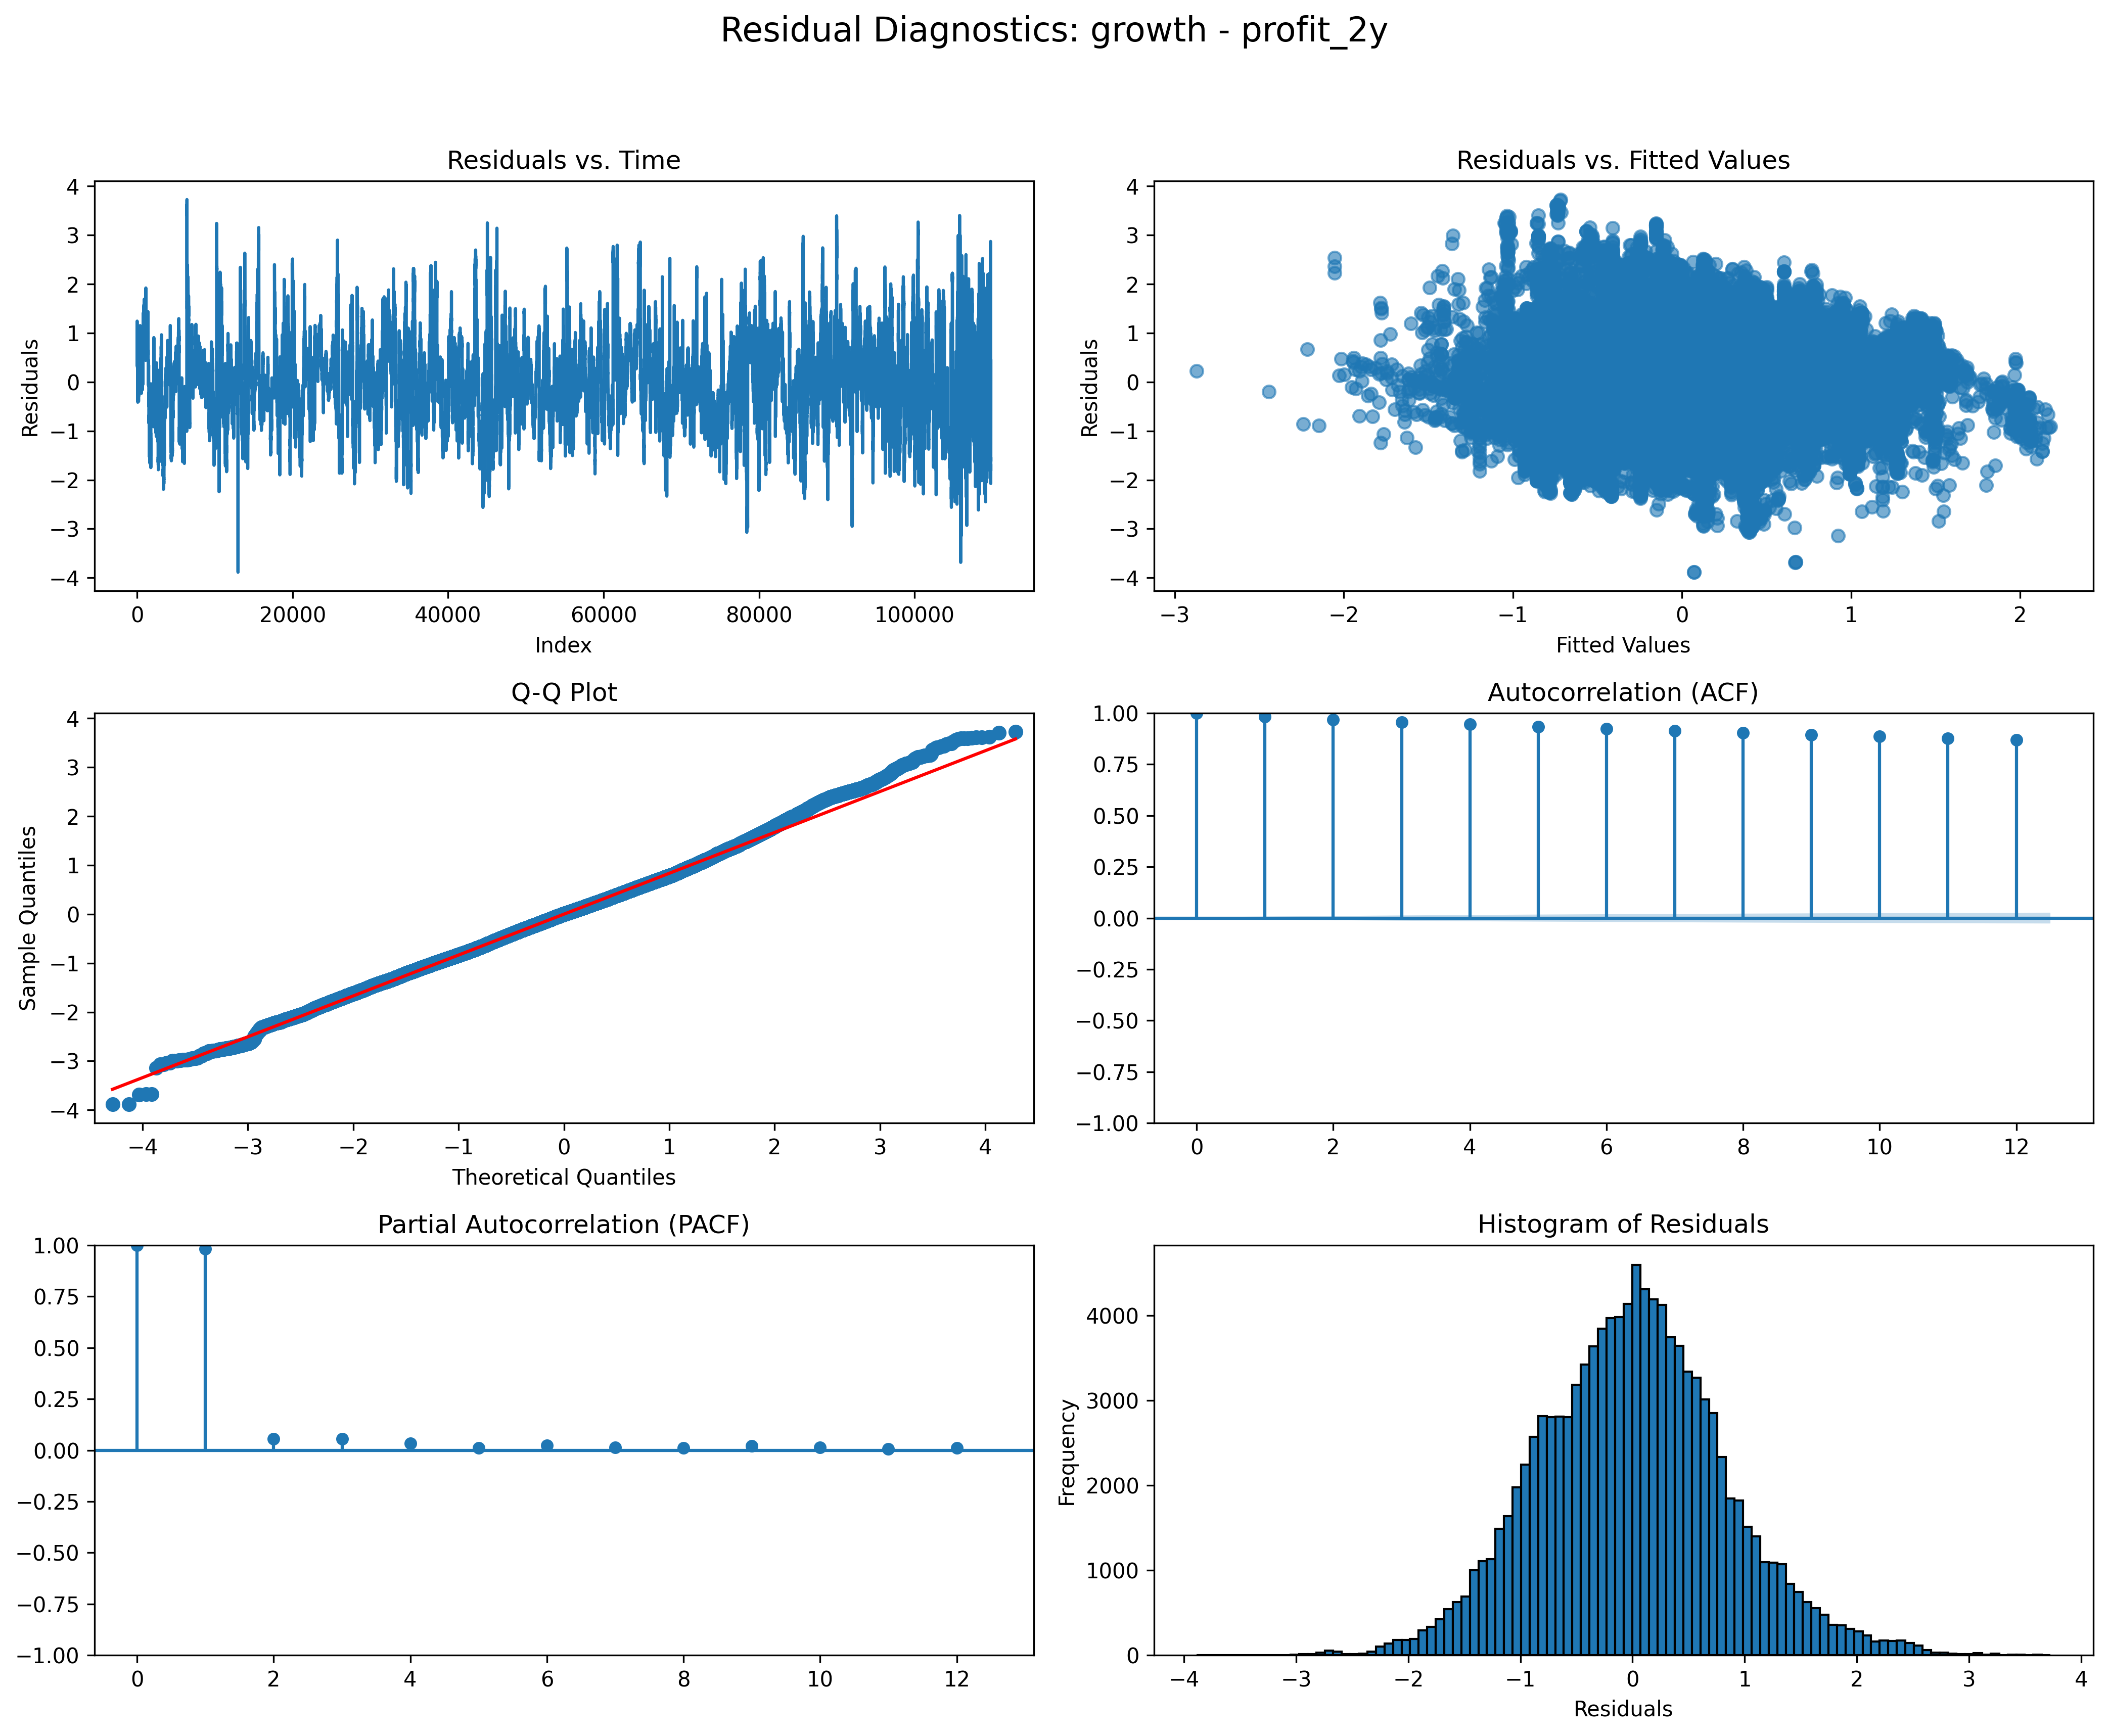 Residual Diagnostics: growth - profit_2y
Residuals vs. Time
4
3
2
1
0
−1
−2
−3
−4
Residuals
0 20000 40000 60000 80000 100000
Index
Residuals vs. Fitted Values
4
3
2
1
0
−1
−2
−3
−4
Residuals
−3 −2 −1 0 1 2
Fitted Values
Q-Q Plot
4
3
2
1
0
−1
−2
−3
−4
Sample Quantiles
−4 −3 −2 −1 0 1 2 3 4
Theoretical Quantiles
Autocorrelation (ACF)
1.00
0.75
0.50
0.25
0.00
−0.25
−0.50
−0.75
−1.00
0 2 4 6 8 10 12
Partial Autocorrelation (PACF)
1.00
0.75
0.50
0.25
0.00
−0.25
−0.50
−0.75
−1.00
0 2 4 6 8 10 12
Histogram of Residuals
4000
3000
2000
1000
0
Frequency
−4 −3 −2 −1 0 1 2 3 4
Residuals